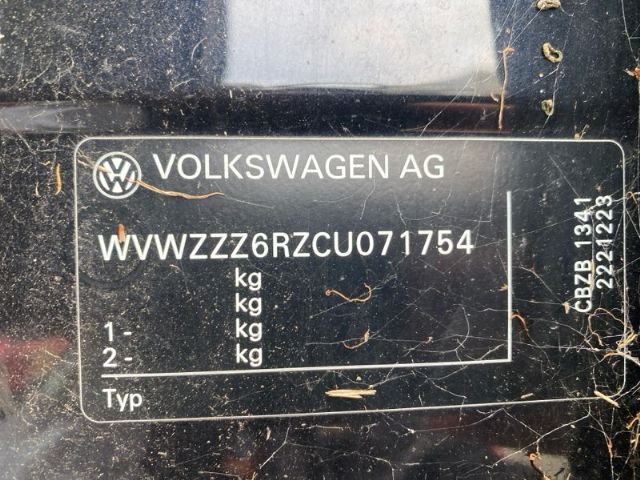 VOLKSWAGEN AG
WVWZZZ6RZCU071754
kg
kg
1- kg
2- kg
Typ
CBZB 1341
2221223